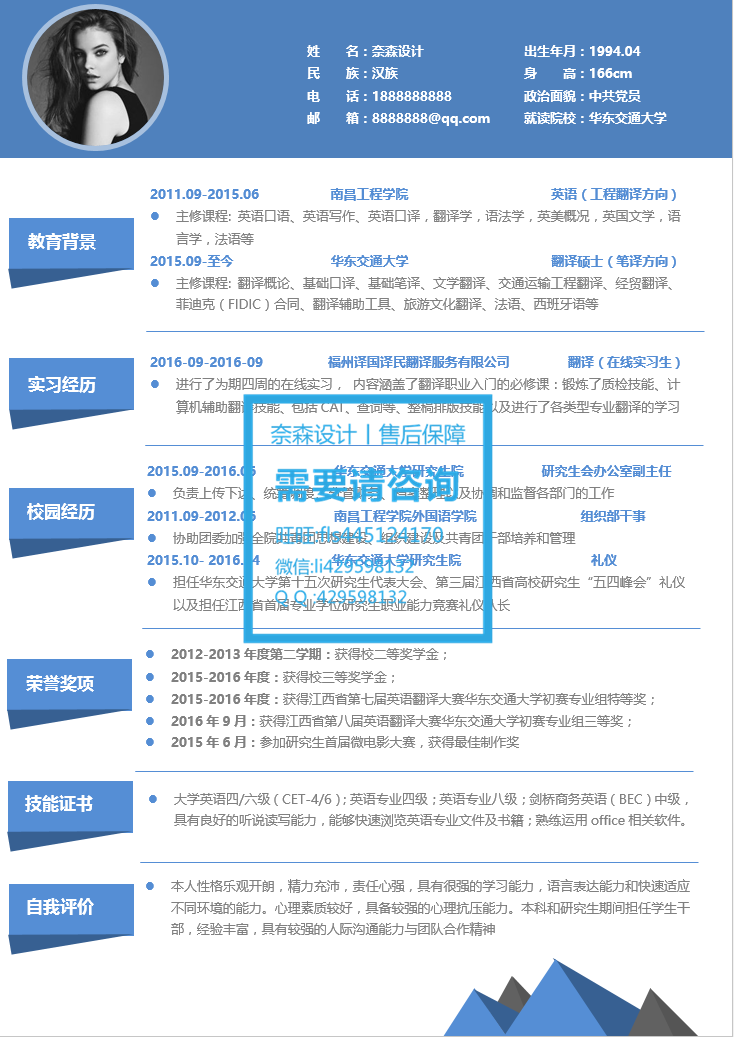 姓 名：奈森设计 出生年月：1994.04
民 族：汉族 身 高：166cm
电 话：1888888888 政治面貌：中共党员
邮 箱：8888888@qq.com 就读院校：华东交通大学
教育背景
2011.09-2015.06 南昌工程学院 英语（工程翻译方向）
主修课程: 英语口语、英语写作、英语口译，翻译学，语法学，英美概况，英国文学，语
言学，法语等
2015.09-至今 华东交通大学 翻译硕士（笔译方向）
主修课程: 翻译概论、基础口译、基础笔译、文学翻译、交通运输工程翻译、经贸翻译、
菲迪克（FIDIC）合同、翻译辅助工具、旅游文化翻译、法语、西班牙语等
实习经历
2016-09-2016-09 福州译国译民翻译服务有限公司 翻译（在线实习生）
进行了为期四周的在线实习， 内容涵盖了翻译职业入门的必修课：锻炼了质检技能、计
算机辅助翻译技能、包括 CAT、查词等、整稿排版技能以及进行了各类型专业翻译的学习
奈森设计丨售后保障
需要请咨询
旺旺:fls445124170
微信:li429598132
Q Q :429598132
校园经历
2015.09-2016.06 华东交通大学研究生院 研究生会办公室副主任
负责上传下达、统 以及协调和监督各部门的工作
2011.09-2012.06 南昌工程学院外国语学院 组织部干事
协助团委加强全院共青团思想建设、组织建设及共青团干部培养和管理
2015.10- 2016.04 华东交通大学研究生院 礼仪
担任华东交通大学第十五次研究生代表大会、第三届江西省高校研究生“五四峰会”礼仪
以及担任江西省首届专业学位研究生职业能力竞赛礼仪队长
荣誉奖项
2012-2013 年度第二学期：获得校二等奖学金；
2015-2016 年度：获得校三等奖学金；
2015-2016 年度：获得江西省第七届英语翻译大赛华东交通大学初赛专业组特等奖；
2016 年 9 月：获得江西省第八届英语翻译大赛华东交通大学初赛专业组三等奖；
2015 年 6 月：参加研究生首届微电影大赛，获得最佳制作奖
技能证书
大学英语四/六级（CET-4/6）；英语专业四级；英语专业八级；剑桥商务英语（BEC）中级，
具有良好的听说读写能力，能够快速浏览英语专业文件及书籍；熟练运用 office 相关软件。
自我评价
本人性格乐观开朗，精力充沛，责任心强，具有很强的学习能力，语言表达能力和快速适应
不同环境的能力。心理素质较好，具备较强的心理抗压能力。本科和研究生期间担任学生干
部，经验丰富，具有较强的人际沟通能力与团队合作精神